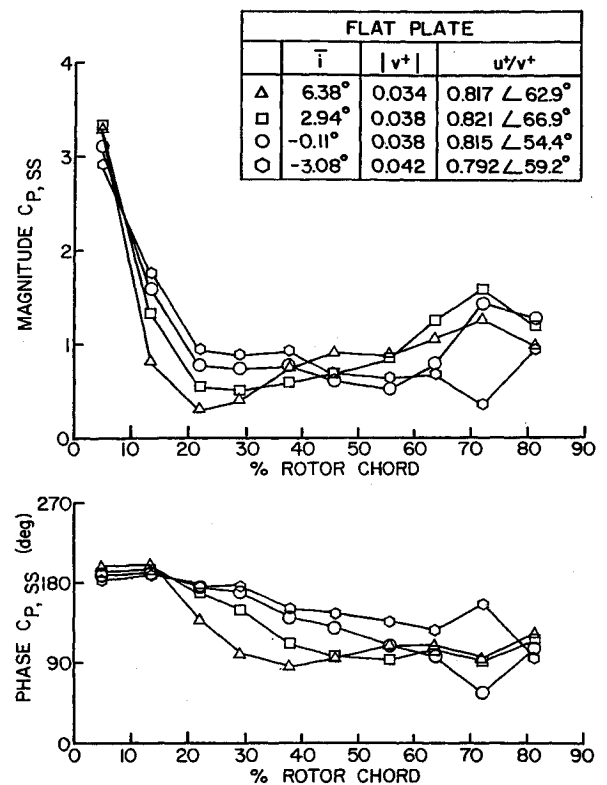 FLAT PLATE
i̅ |v⁺| u⁺/v⁺
△ 6.38° 0.034 0.817 ∠62.9°
□ 2.94° 0.038 0.821 ∠66.9°
○ -0.11° 0.038 0.815 ∠54.4°
⬡ -3.08° 0.042 0.792 ∠59.2°
MAGNITUDE Cp, SS
4
3
2
1
0
0 10 20 30 40 50 60 70 80 90
% ROTOR CHORD
PHASE Cp, SS (deg)
270
180
90
0
0 10 20 30 40 50 60 70 80 90
% ROTOR CHORD